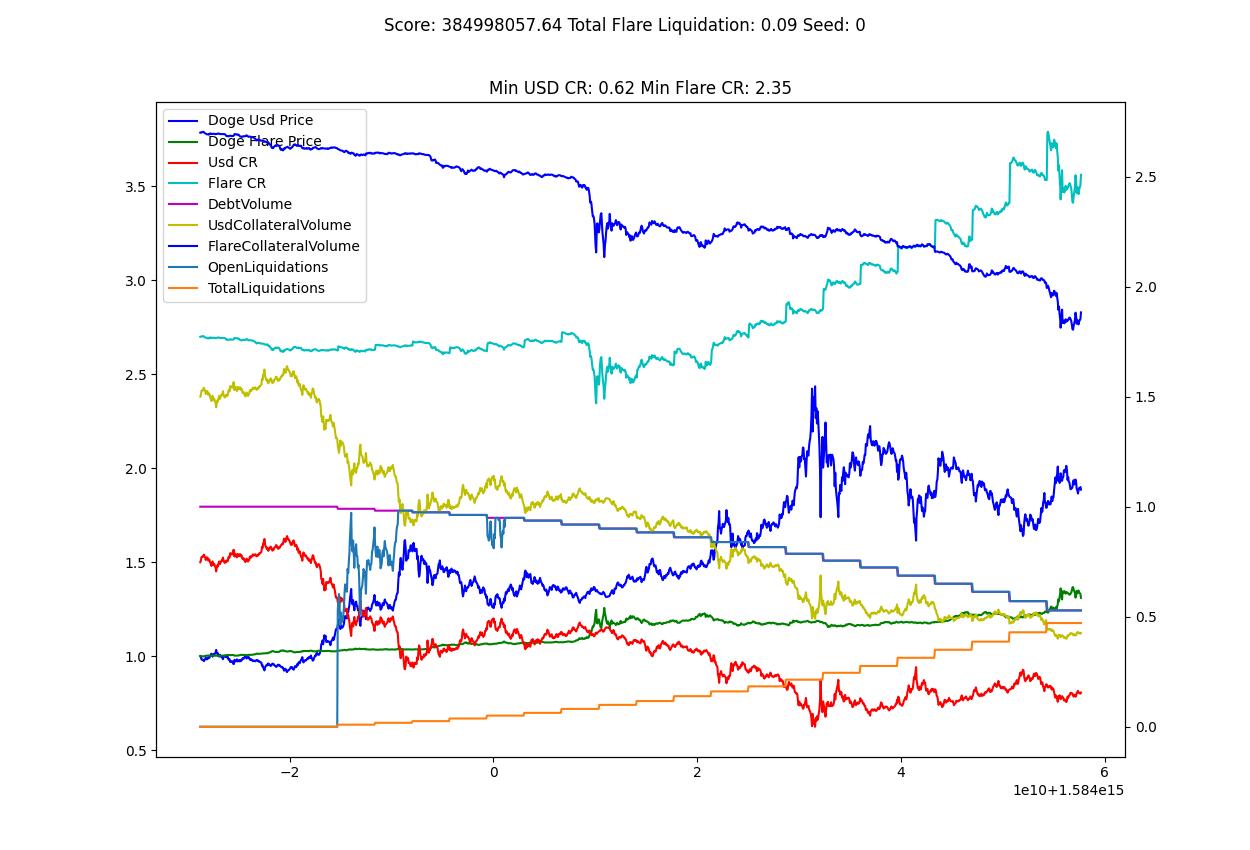 Score: 384998057.64 Total Flare Liquidation: 0.09 Seed: 0
Min USD CR: 0.62 Min Flare CR: 2.35
Doge Usd Price
Doge Flare Price
Usd CR
Flare CR
DebtVolume
UsdCollateralVolume
FlareCollateralVolume
OpenLiquidations
TotalLiquidations
3.5
3.0
2.5
2.0
1.5
1.0
0.5
2.5
2.0
1.5
1.0
0.5
0.0
−2
0
2
4
6
1e10+1.584e15